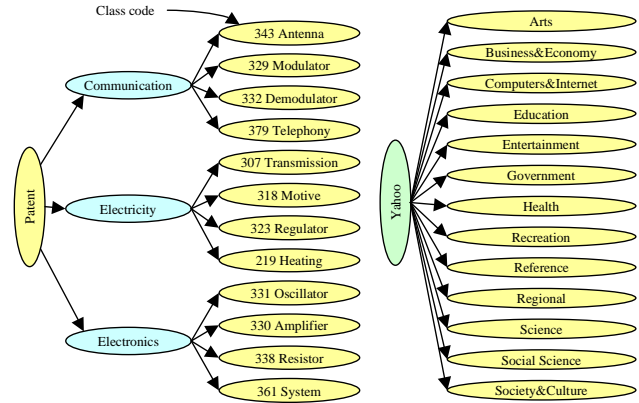 Class code
Patent
Communication
343 Antenna
329 Modulator
332 Demodulator
379 Telephony
Electricity
307 Transmission
318 Motive
323 Regulator
219 Heating
Electronics
331 Oscillator
330 Amplifier
338 Resistor
361 System
Yahoo
Arts
Business&Economy
Computers&Internet
Education
Entertainment
Government
Health
Recreation
Reference
Regional
Science
Social Science
Society&Culture